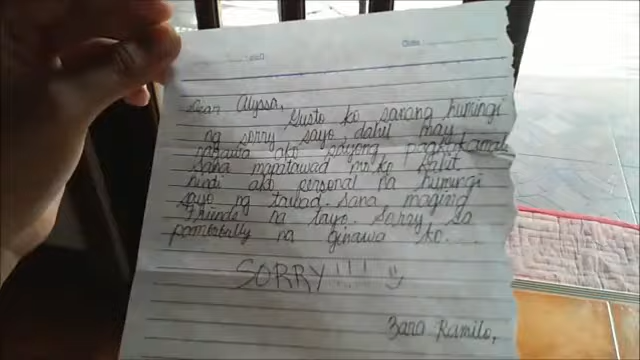 Date
Dear Alyssa,
Gusto ko sanang humingi
ng sorry sayo dahil may
nagawa ako sayong pagkakamali
Sana mapatawad mo ko kahit
hindi ako personal na humingi
sayo ng tawad. Sana maging
Friends na tayo. Sorry sa
pambubully na ginawa ko.
SORRY!!!
Zara Ramilo,